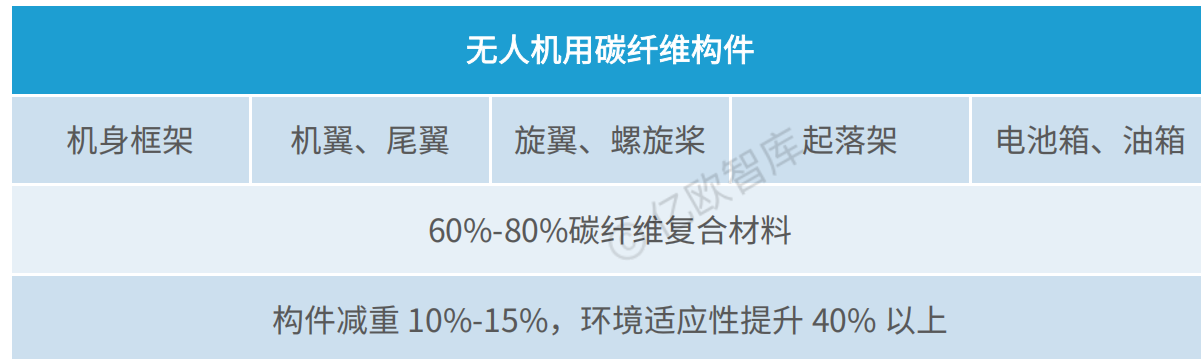 无人机用碳纤维构件
机身框架 机翼、尾翼 旋翼、螺旋桨 起落架 电池箱、油箱
60%-80%碳纤维复合材料
构件减重 10%-15%，环境适应性提升 40% 以上
© 亿欧智库